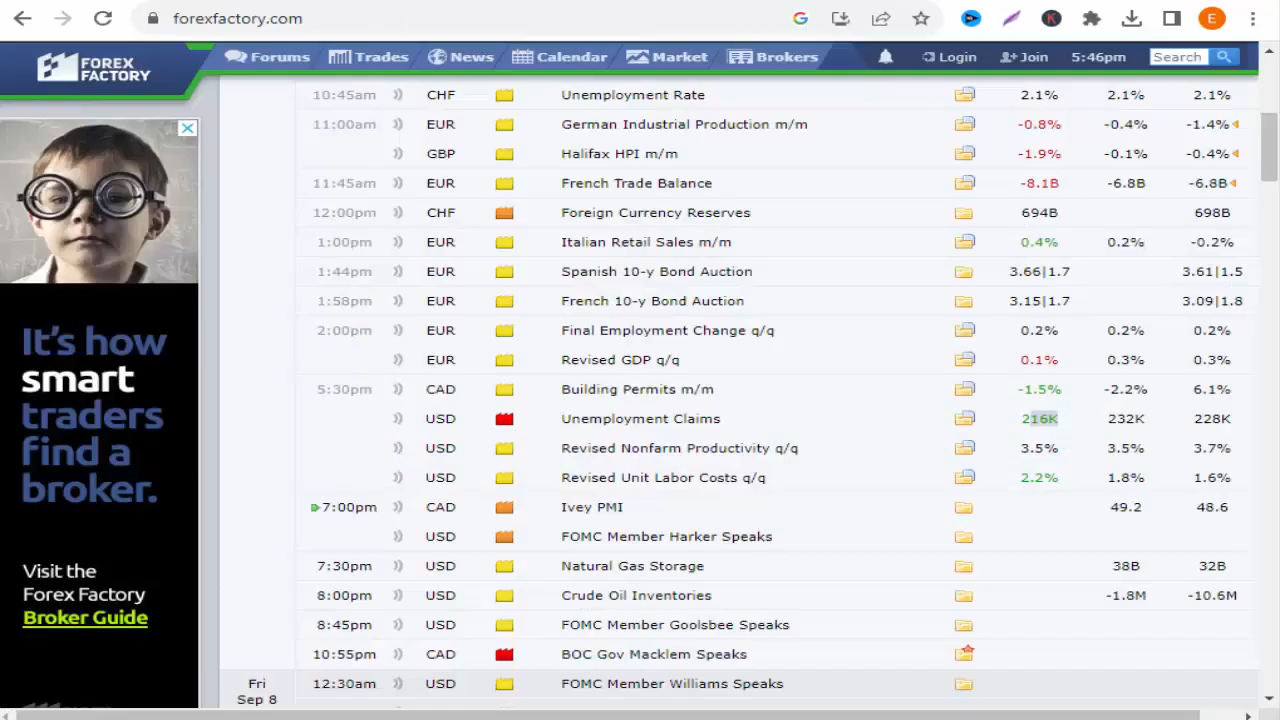 forexfactory.com
E
FOREX FACTORY
Forums Trades News Calendar Market Brokers Login Join 5:46pm Search
10:45am CHF Unemployment Rate 2.1% 2.1% 2.1%
11:00am EUR German Industrial Production m/m -0.8% -0.4% -1.4%
GBP Halifax HPI m/m -1.9% -0.1% -0.4%
11:45am EUR French Trade Balance -8.1B -6.8B -6.8B
12:00pm CHF Foreign Currency Reserves 694B 698B
1:00pm EUR Italian Retail Sales m/m 0.4% 0.2% -0.2%
1:44pm EUR Spanish 10-y Bond Auction 3.66|1.7 3.61|1.5
1:58pm EUR French 10-y Bond Auction 3.15|1.7 3.09|1.8
2:00pm EUR Final Employment Change q/q 0.2% 0.2% 0.2%
EUR Revised GDP q/q 0.1% 0.3% 0.3%
5:30pm CAD Building Permits m/m -1.5% -2.2% 6.1%
USD Unemployment Claims 216K 232K 228K
USD Revised Nonfarm Productivity q/q 3.5% 3.5% 3.7%
USD Revised Unit Labor Costs q/q 2.2% 1.8% 1.6%
7:00pm CAD Ivey PMI 49.2 48.6
USD FOMC Member Harker Speaks
7:30pm USD Natural Gas Storage 38B 32B
8:00pm USD Crude Oil Inventories -1.8M -10.6M
8:45pm USD FOMC Member Goolsbee Speaks
10:55pm CAD BOC Gov Macklem Speaks
Fri 12:30am USD FOMC Member Williams Speaks
Sep 8
It's how
smart
traders
find a
broker.
Visit the
Forex Factory
Broker Guide